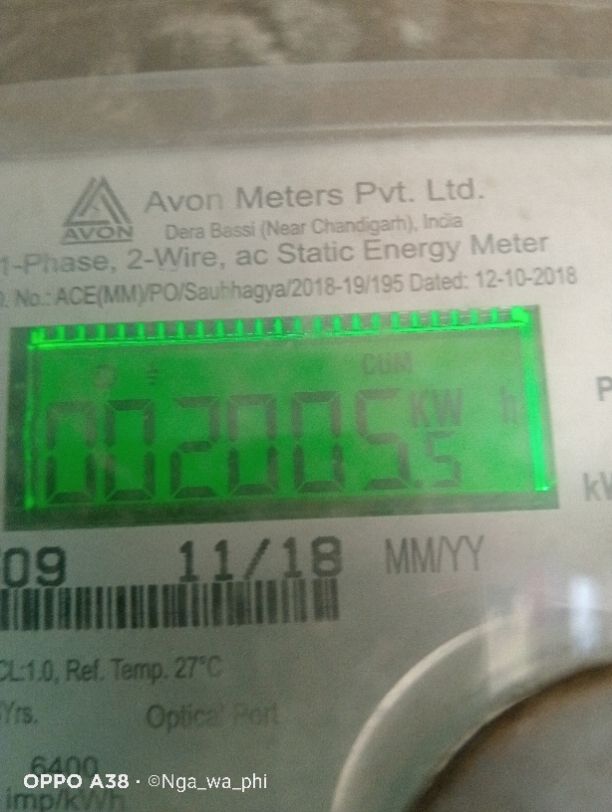 Avon Meters Pvt. Ltd.
AVON
Dera Bassi (Near Chandigarh), India
1-Phase, 2-Wire, ac Static Energy Meter
No.: ACE(MM)/PO/Saubhagya/2018-19/195 Dated: 12-10-2018
CUM
002005.5 KW h
09 11/18 MM/YY
CL:1.0, Ref. Temp. 27°C
Yrs. Optical Port
6400
imp/kWh
OPPO A38 · ©Nga_wa_phi